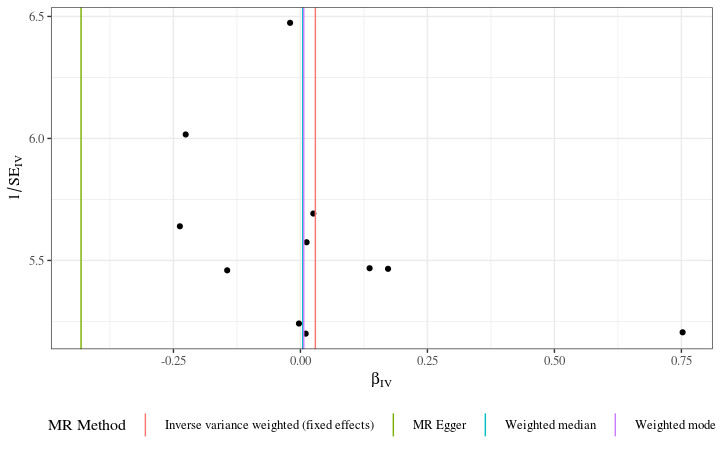 6.5
6.0
5.5
1/SE_IV
-0.25
0.00
0.25
0.50
0.75
β_IV
MR Method Inverse variance weighted (fixed effects) MR Egger Weighted median Weighted mode